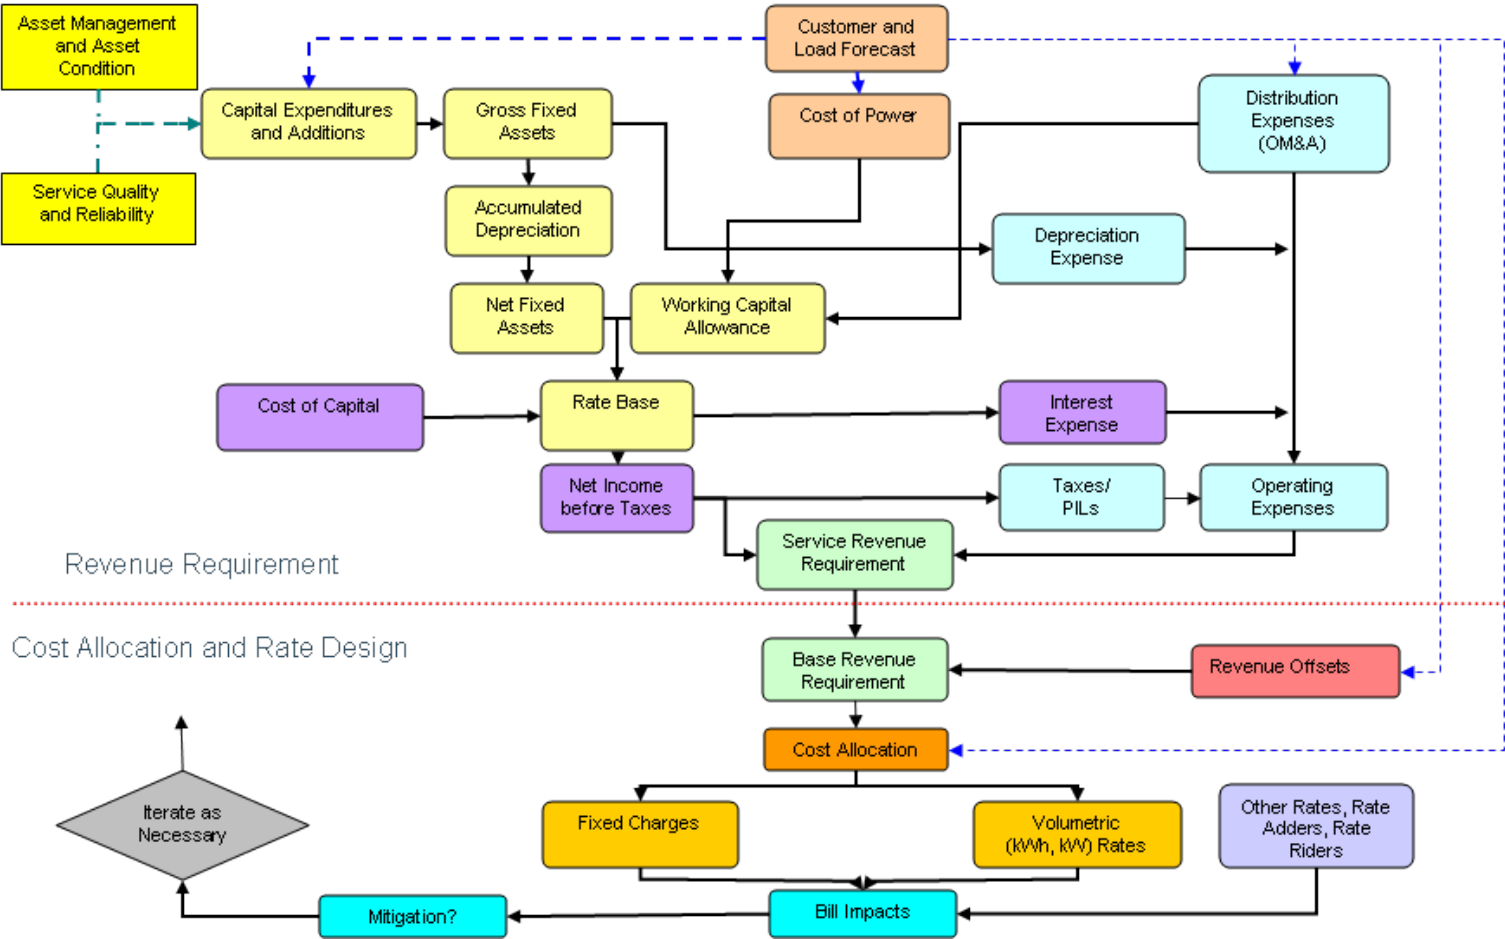 Asset Management
and Asset
Condition
Customer and
Load Forecast
Capital Expenditures
and Additions
Gross Fixed
Assets
Cost of Power
Distribution
Expenses
(OM&A)
Service Quality
and Reliability
Accumulated
Depreciation
Depreciation
Expense
Net Fixed
Assets
Working Capital
Allowance
Cost of Capital
Rate Base
Interest
Expense
Net Income
before Taxes
Taxes/
PILs
Operating
Expenses
Service Revenue
Requirement
Revenue Requirement
Cost Allocation and Rate Design
Base Revenue
Requirement
Revenue Offsets
Cost Allocation
Iterate as
Necessary
Fixed Charges
Volumetric
(kWh, kW) Rates
Other Rates, Rate
Adders, Rate
Riders
Mitigation?
Bill Impacts